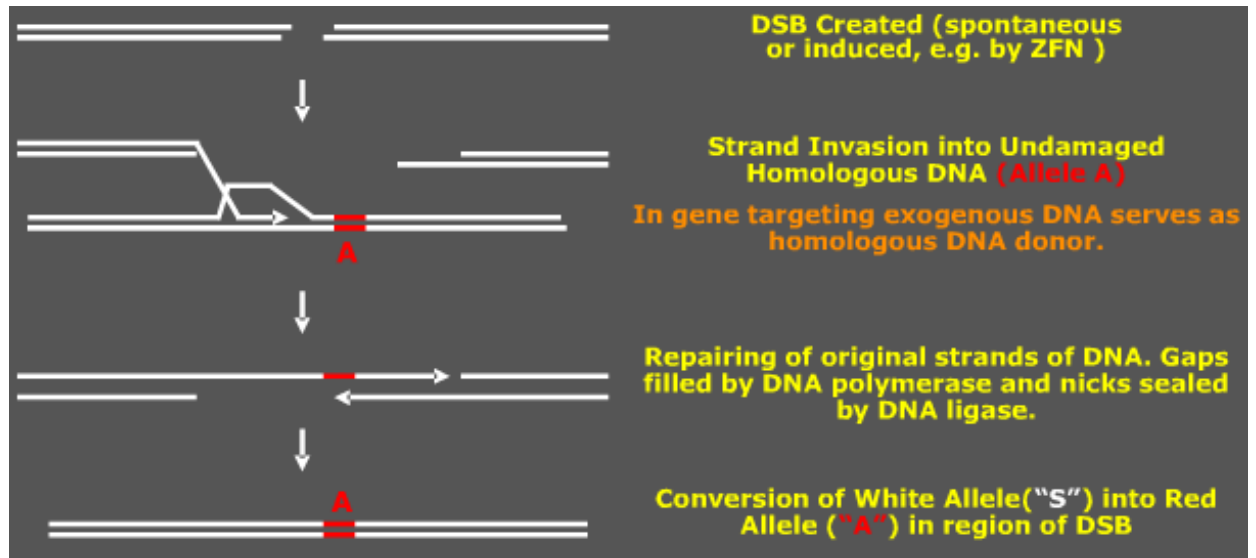 DSB Created (spontaneous
or induced, e.g. by ZFN )
Strand Invasion into Undamaged
Homologous DNA (Allele A)
In gene targeting exogenous DNA serves as
homologous DNA donor.
A
Repairing of original strands of DNA. Gaps
filled by DNA polymerase and nicks sealed
by DNA ligase.
A
Conversion of White Allele(“S”) into Red
Allele (“A”) in region of DSB